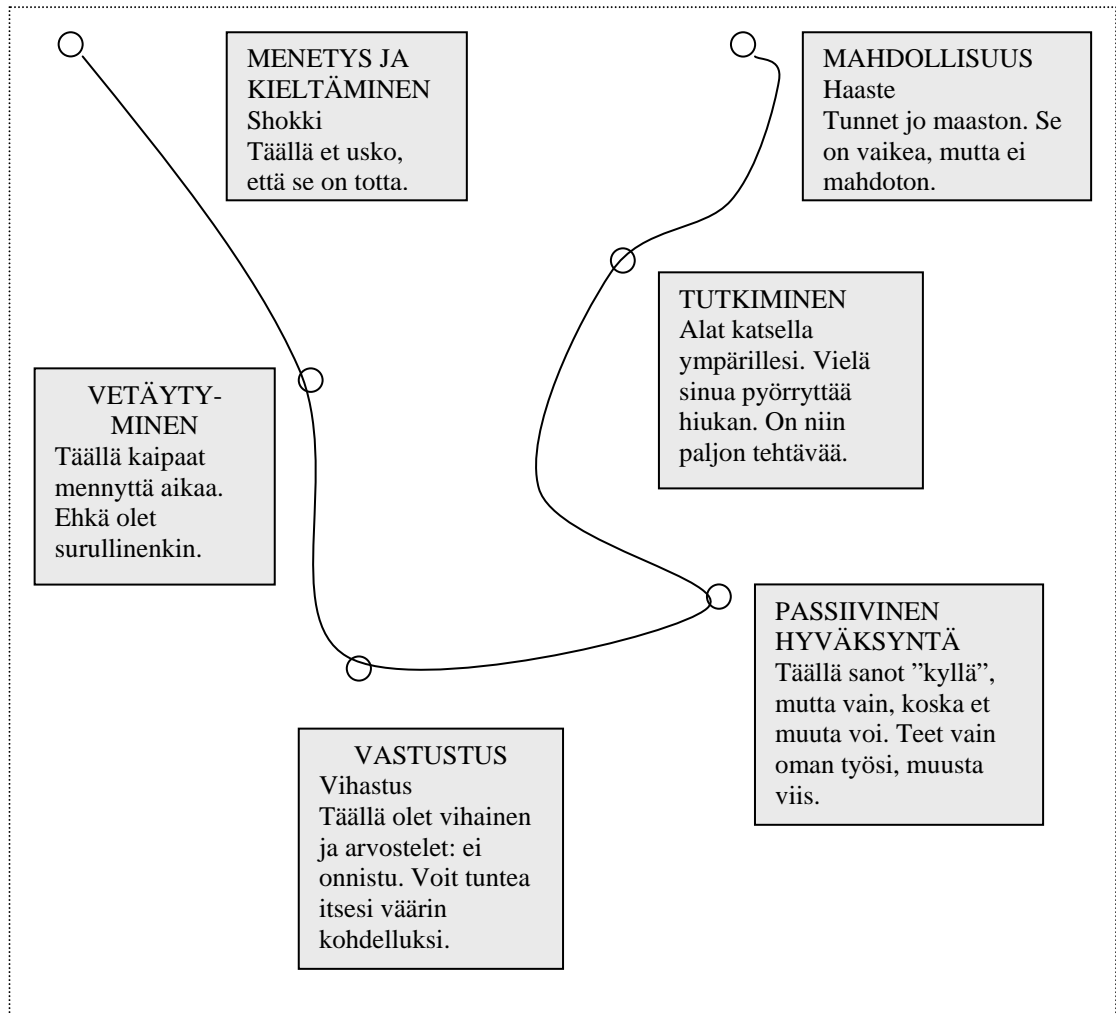 MENETYS JA
KIELTÄMINEN
Shokki
Täällä et usko,
että se on totta.
MAHDOLLISUUS
Haaste
Tunnet jo maaston. Se
on vaikea, mutta ei
mahdoton.
TUTKIMINEN
Alat katsella
ympärillesi. Vielä
sinua pyörryttää
hiukan. On niin
paljon tehtävää.
VETÄYTY-
MINEN
Täällä kaipaat
mennyttä aikaa.
Ehkä olet
surullinenkin.
PASSIIVINEN
HYVÄKSYNTÄ
Täällä sanot ”kyllä”,
mutta vain, koska et
muuta voi. Teet vain
oman työsi, muusta
viis.
VASTUSTUS
Vihastus
Täällä olet vihainen
ja arvostelet: ei
onnistu. Voit tuntea
itsesi väärin
kohdelluksi.